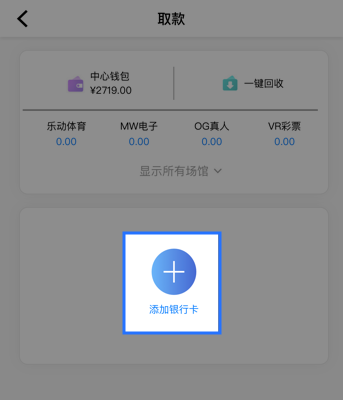 取款
中心钱包
¥2719.00
一键回收
乐动体育 MW电子 OG真人 VR彩票
0.00 0.00 0.00 0.00
显示所有场馆
添加银行卡